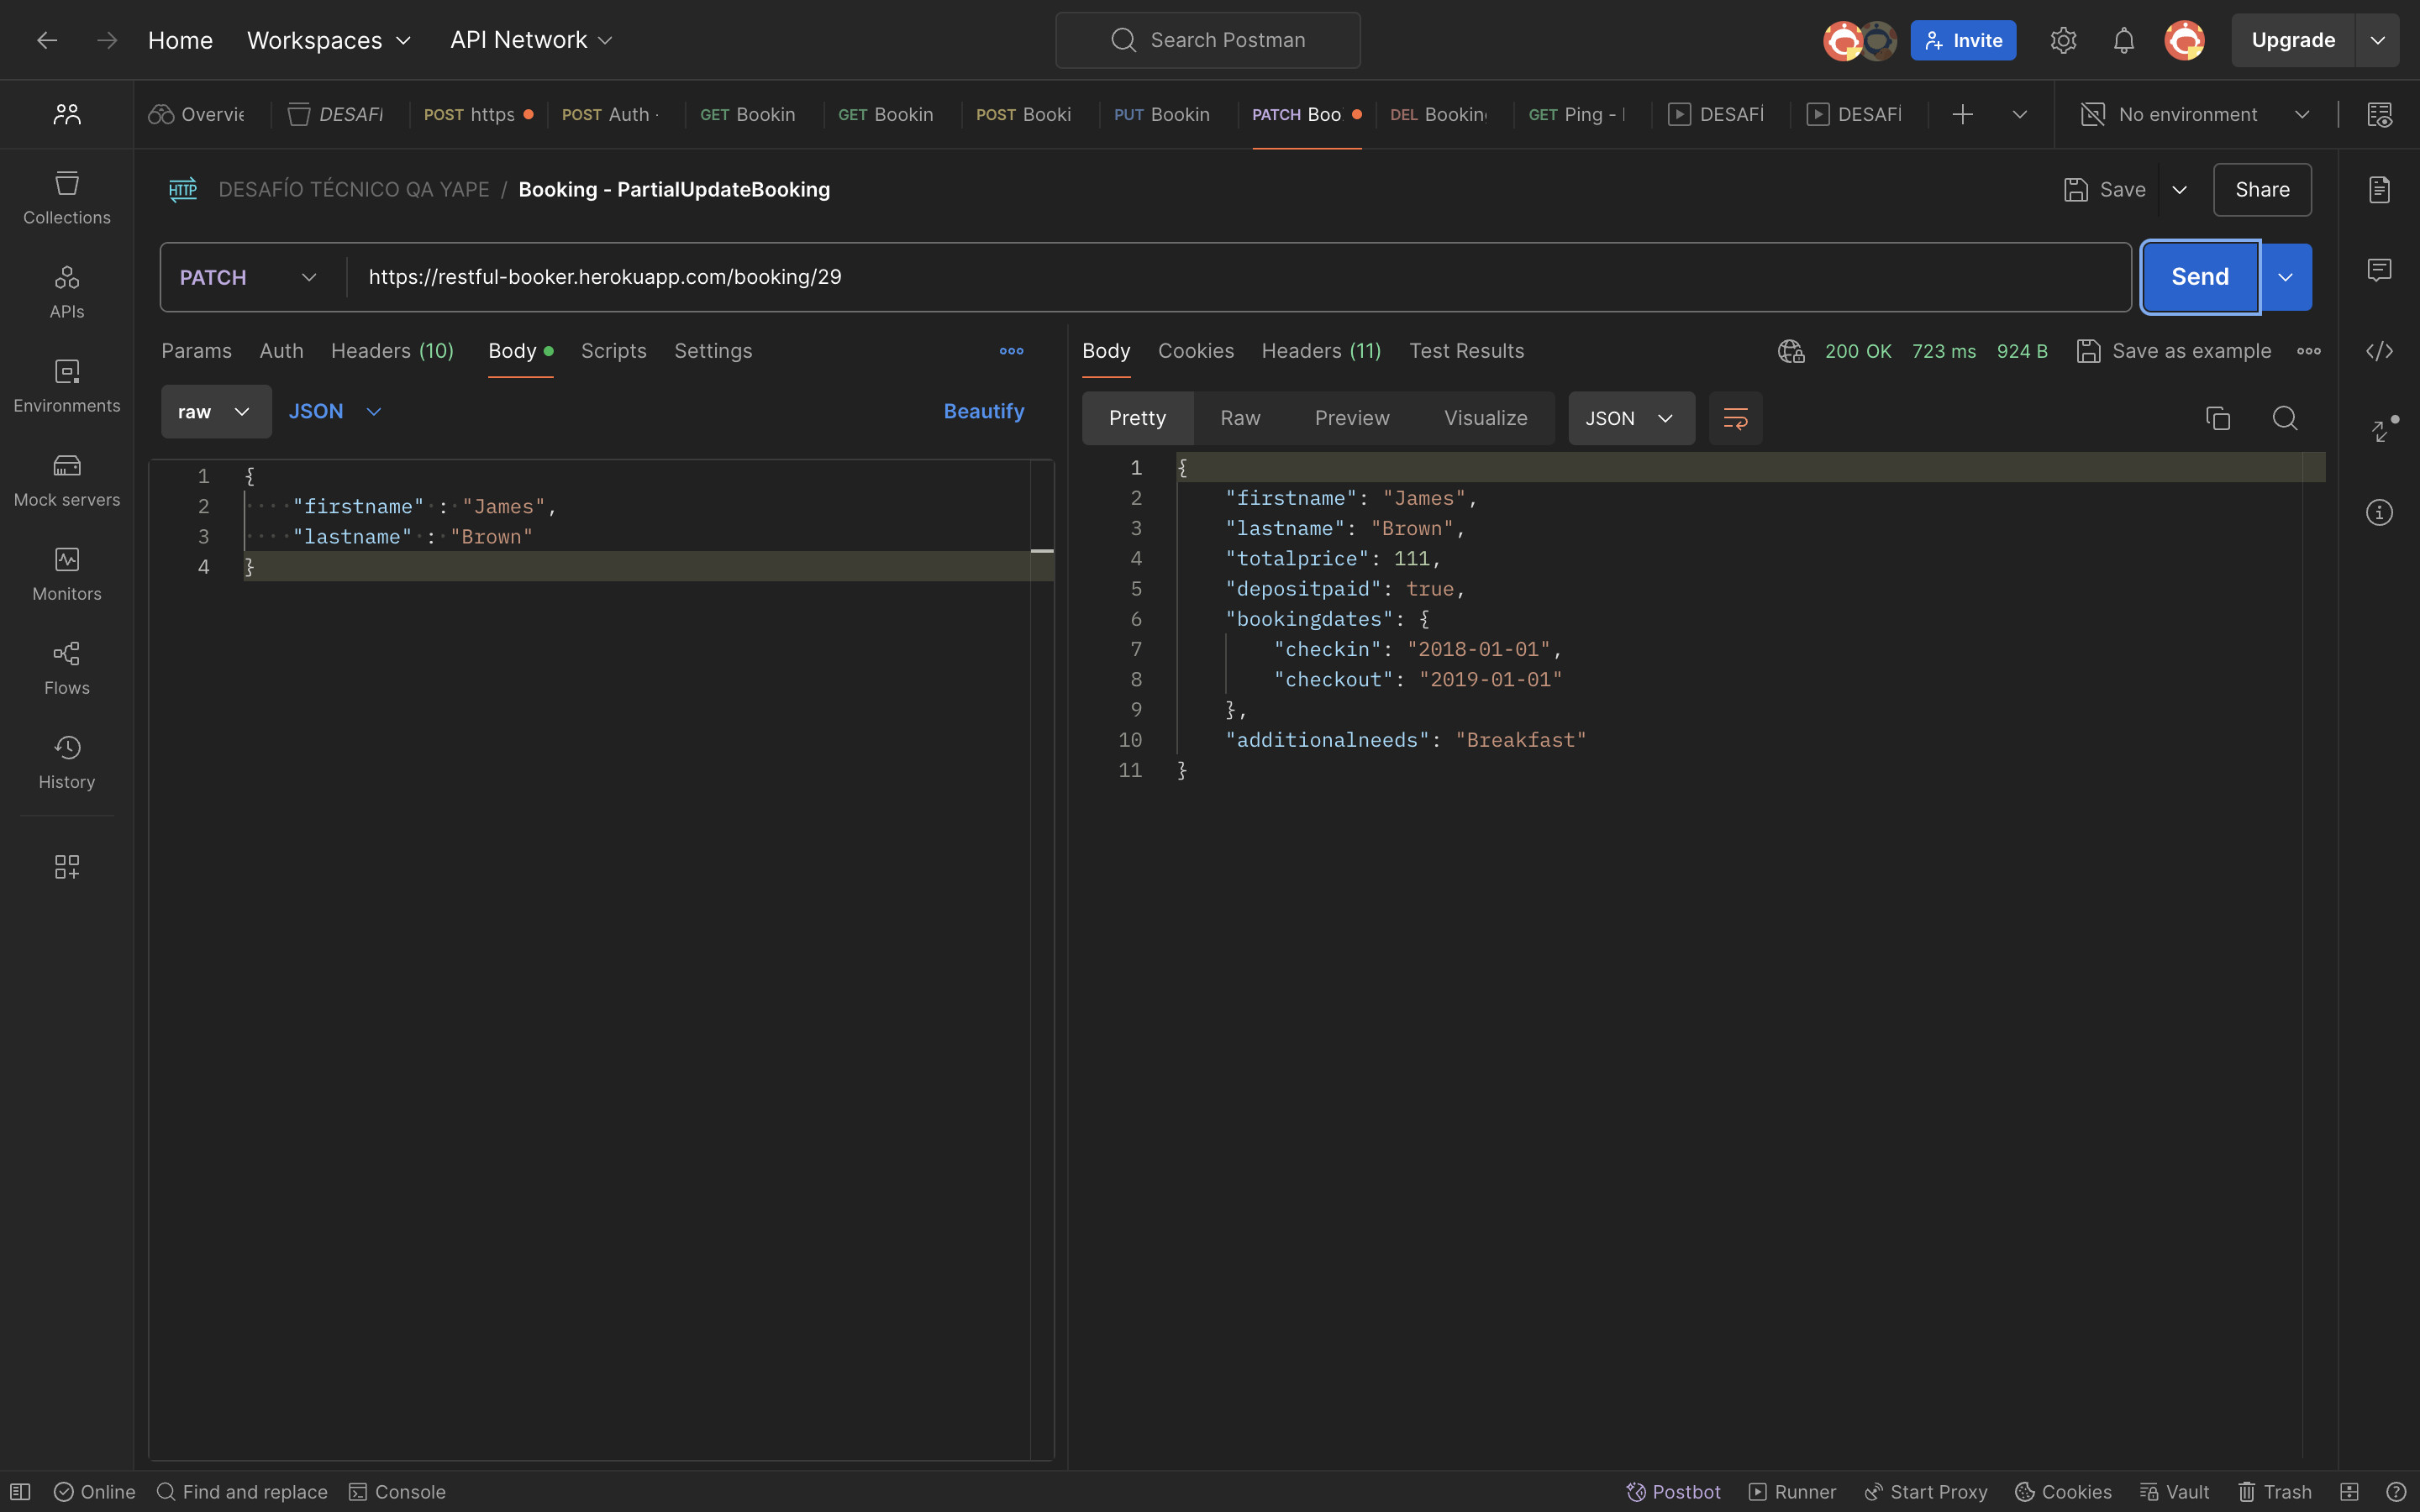 Home Workspaces API Network Search Postman Invite Upgrade
Overvie DESAFI POST https POST Auth · GET Bookin GET Bookin POST Booki PUT Bookin PATCH Boo DEL Booking GET Ping - DESAFÍ DESAFÍ No environment
HTTP DESAFÍO TÉCNICO QA YAPE / Booking - PartialUpdateBooking Save Share
Collections
PATCH https://restful-booker.herokuapp.com/booking/29 Send
APIs
Params Auth Headers (10) Body Scripts Settings
Body Cookies Headers (11) Test Results 200 OK 723 ms 924 B Save as example
Environments
raw JSON Beautify
Pretty Raw Preview Visualize JSON
Mock servers
Monitors
Flows
History
1 {
2 "firstname" : "James",
3 "lastname" : "Brown"
4 }
1 {
2 "firstname": "James",
3 "lastname": "Brown",
4 "totalprice": 111,
5 "depositpaid": true,
6 "bookingdates": {
7 "checkin": "2018-01-01",
8 "checkout": "2019-01-01"
9 },
10 "additionalneeds": "Breakfast"
11 }
Online Find and replace Console Postbot Runner Start Proxy Cookies Vault Trash